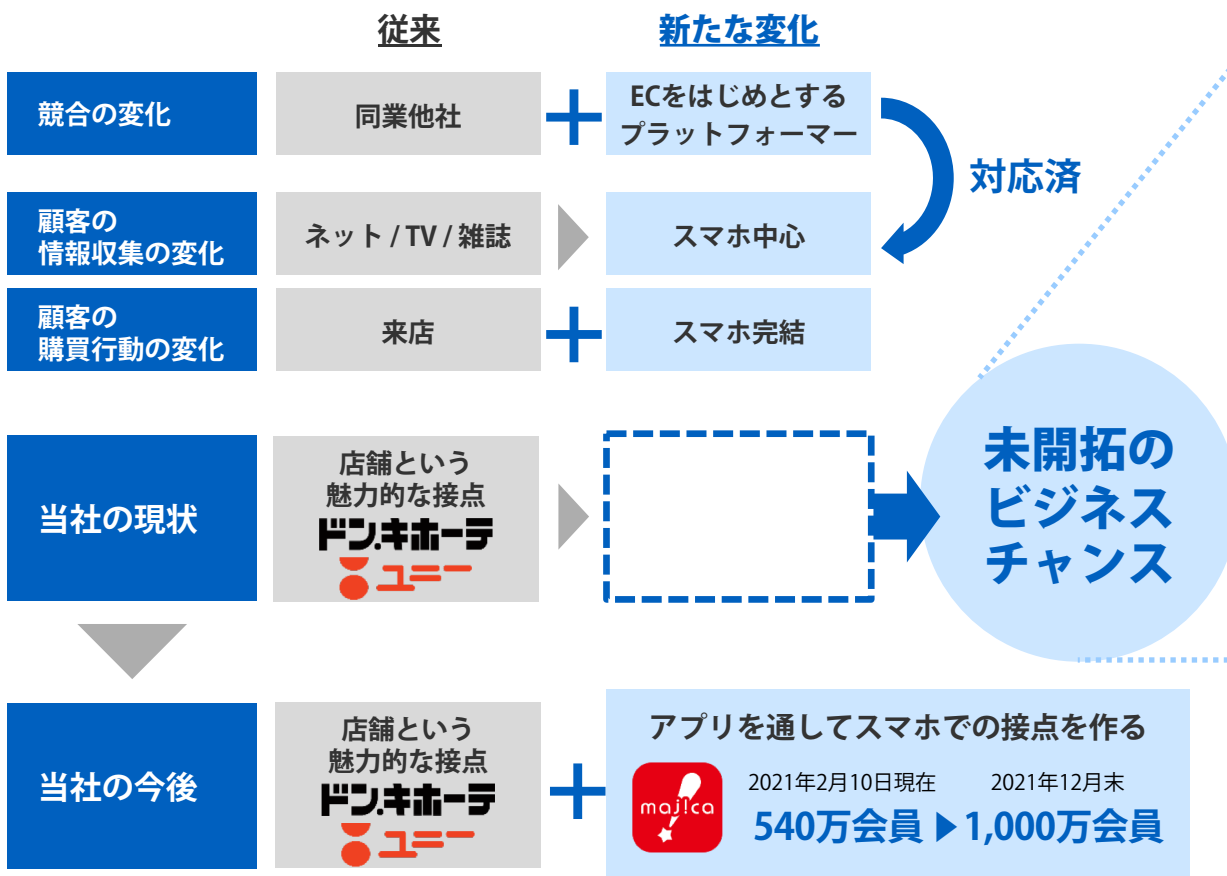 従来
新たな変化
競合の変化
同業他社
ECをはじめとする
プラットフォーマー
対応済
顧客の
情報収集の変化
ネット / TV / 雑誌
スマホ中心
顧客の
購買行動の変化
来店
スマホ完結
当社の現状
店舗という
魅力的な接点
ドン.キホーテ
ユニー
未開拓の
ビジネス
チャンス
当社の今後
店舗という
魅力的な接点
ドン.キホーテ
ユニー
アプリを通してスマホでの接点を作る
majica
2021年2月10日現在
2021年12月末
540万会員▶1,000万会員